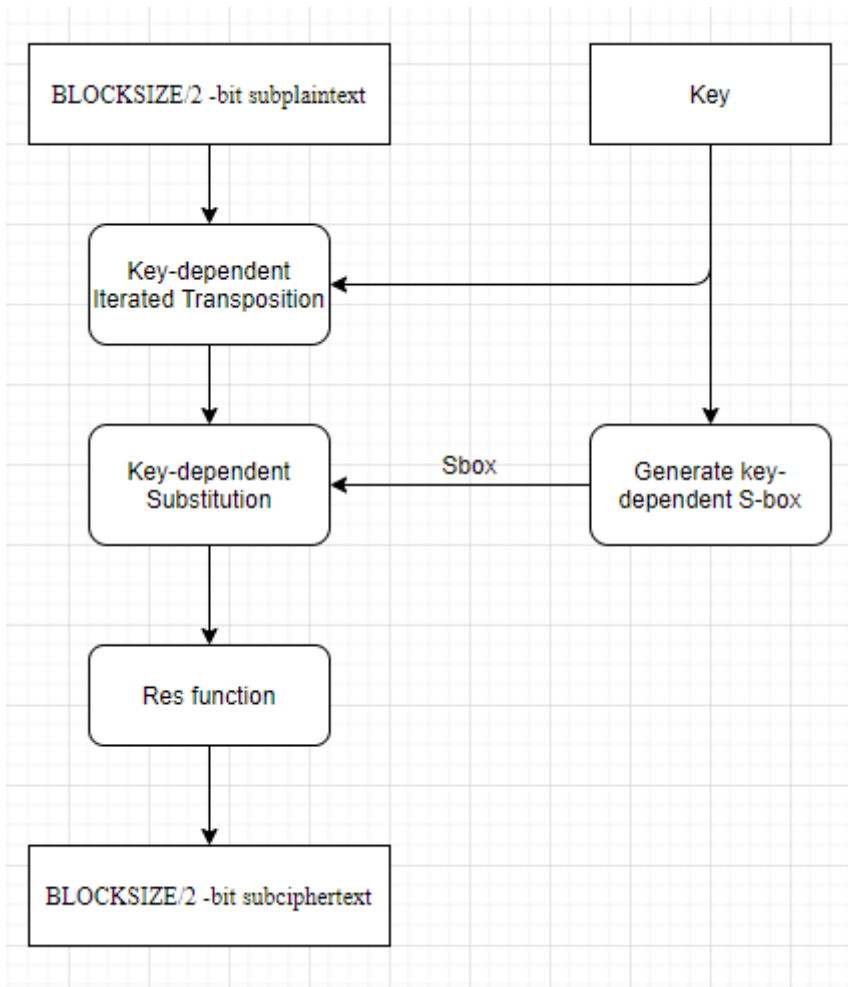 BLOCKSIZE/2 -bit subplaintext
Key
Key-dependent
Iterated Transposition
Key-dependent
Substitution
Sbox
Generate key-
dependent S-box
Res function
BLOCKSIZE/2 -bit subciphertext